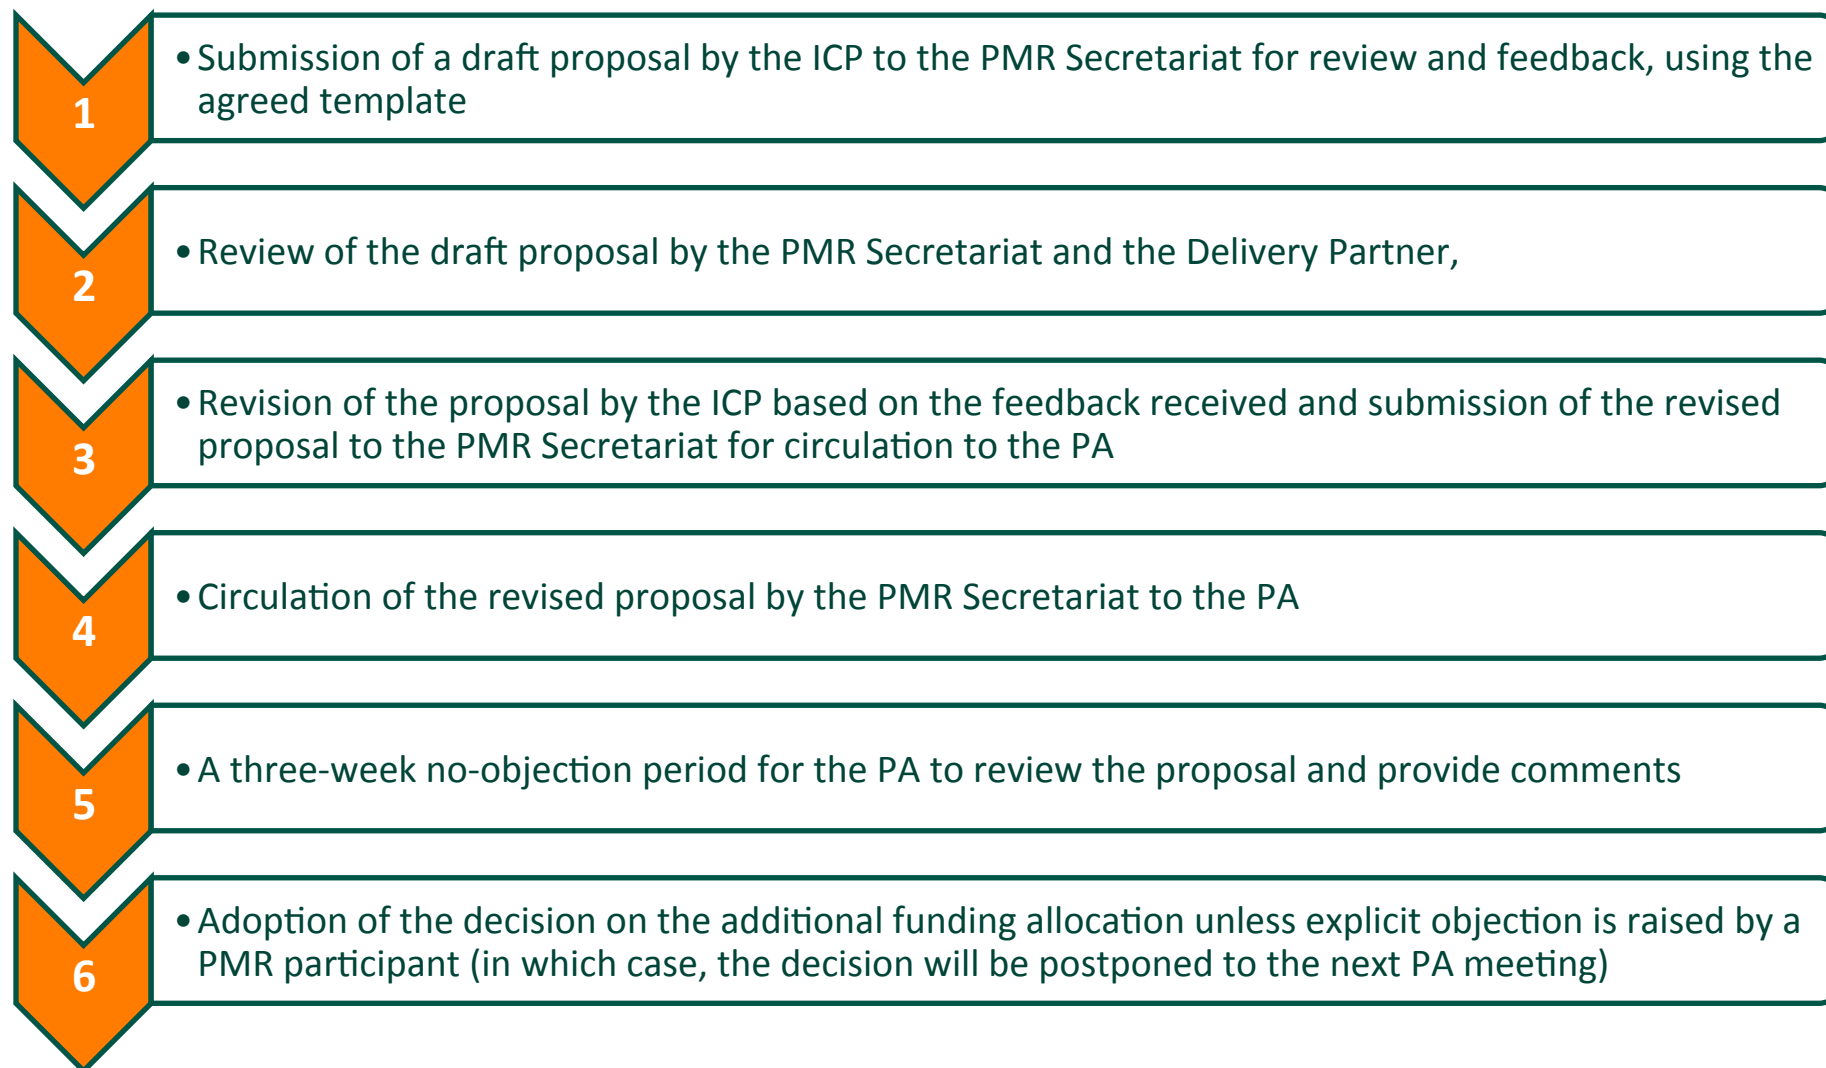 1
• Submission of a draft proposal by the ICP to the PMR Secretariat for review and feedback, using the
agreed template
2
• Review of the draft proposal by the PMR Secretariat and the Delivery Partner,
3
• Revision of the proposal by the ICP based on the feedback received and submission of the revised
proposal to the PMR Secretariat for circulation to the PA
4
• Circulation of the revised proposal by the PMR Secretariat to the PA
5
• A three-week no-objection period for the PA to review the proposal and provide comments
6
• Adoption of the decision on the additional funding allocation unless explicit objection is raised by a
PMR participant (in which case, the decision will be postponed to the next PA meeting)